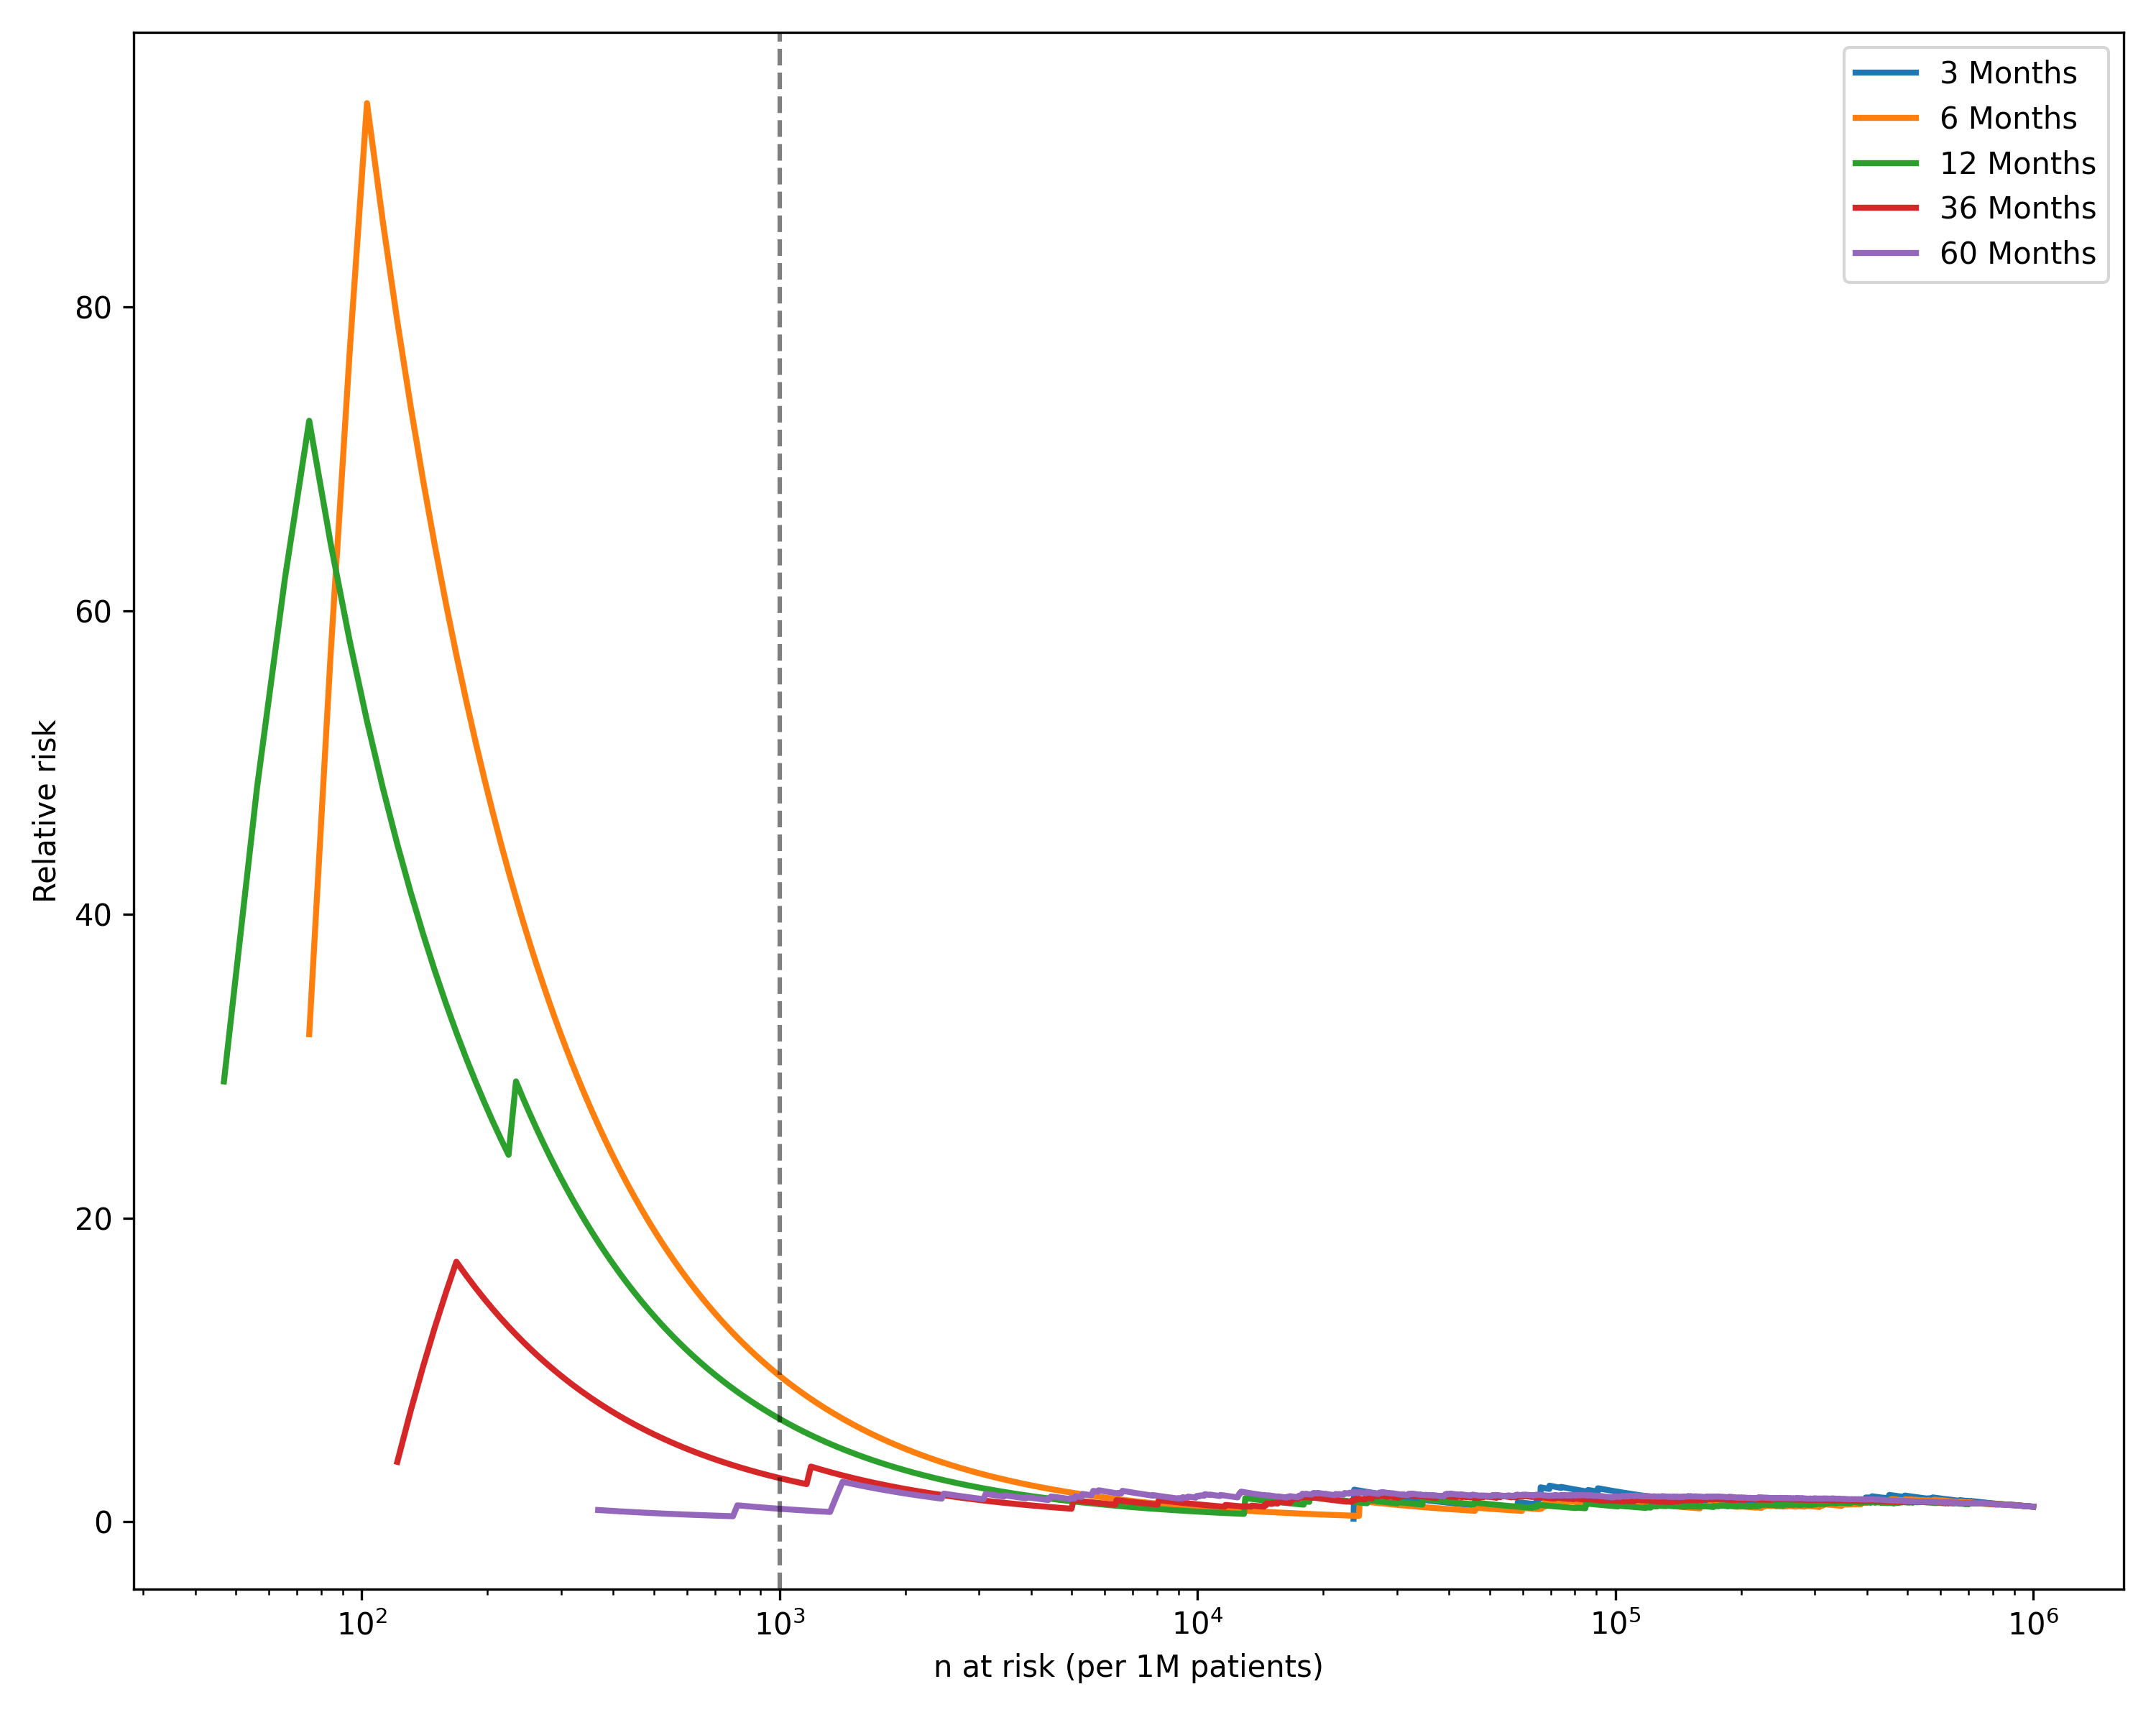 3 Months
6 Months
12 Months
36 Months
60 Months
80
60
40
20
0
Relative risk
10²
10³
10⁴
10⁵
10⁶
n at risk (per 1M patients)